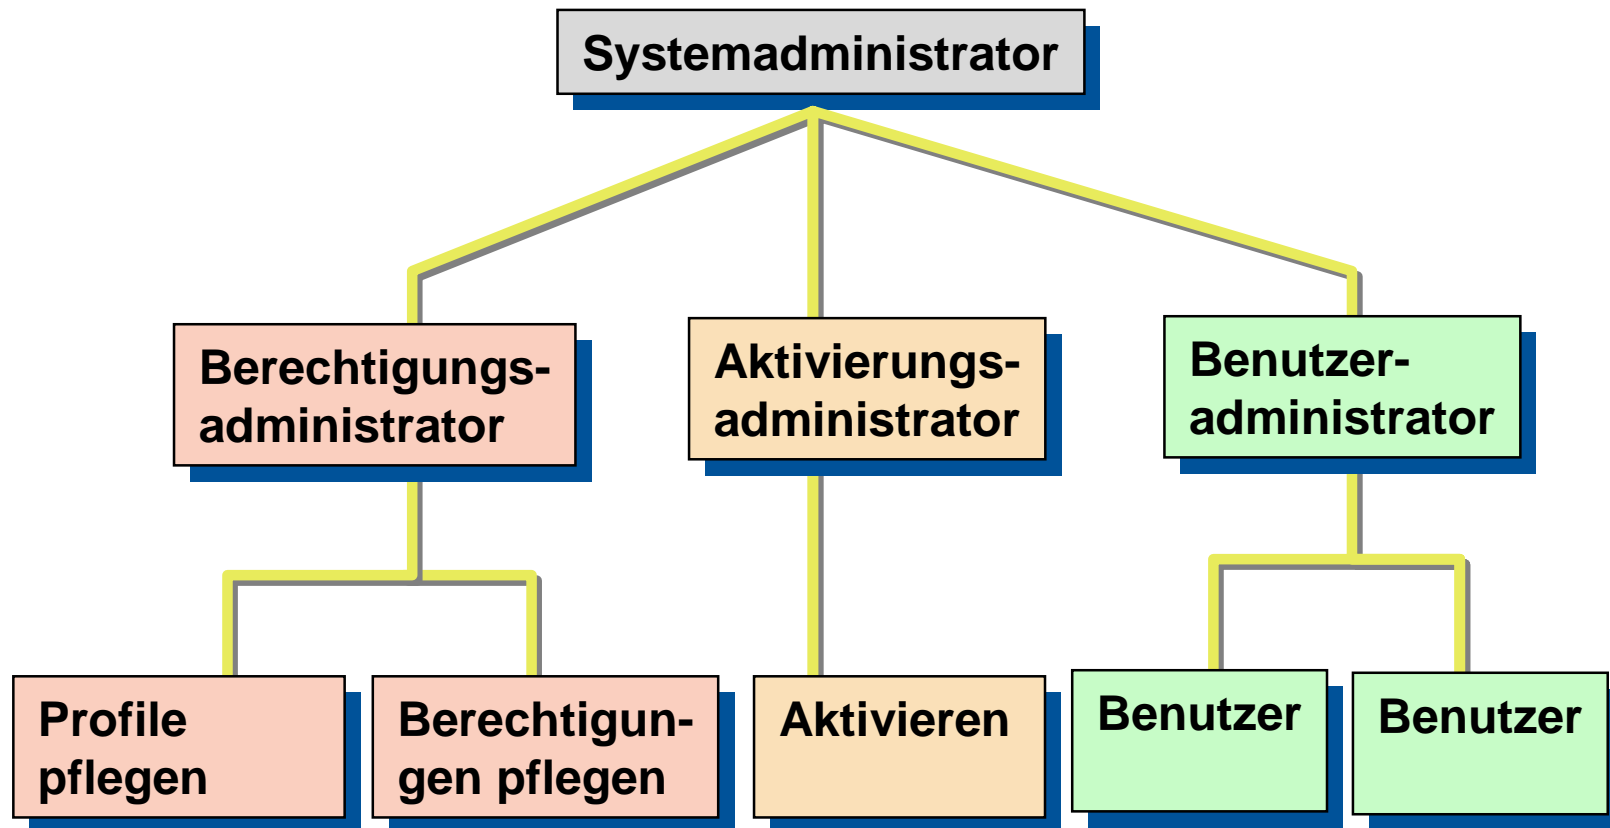 Systemadministrator
Berechtigungs-
administrator
Aktivierungs-
administrator
Benutzer-
administrator
Profile
pflegen
Berechtigun-
gen pflegen
Aktivieren
Benutzer
Benutzer